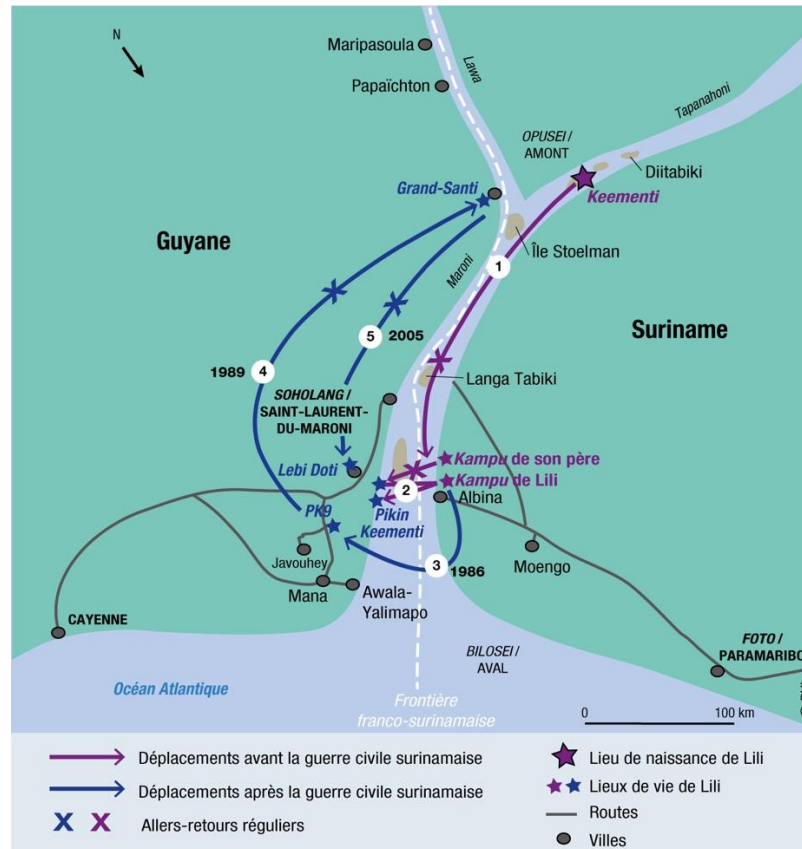 N
Maripasoula
Papaïchton
Lawa
Tapanahoni
OPUSEI /
AMONT
Diitabiki
Grand-Santi
Keementi
Guyane
Île Stoelman
1
Maroni
Suriname
5
2005
1989
4
Langa Tabiki
SOHOLANG /
SAINT-LAURENT-
DU-MARONI
Kampu de son père
Lebi Doti
Kampu de Lili
2
Albina
PK9
Pikin
Keementi
Javouhey
Moengo
3
1986
Mana
Awala-
Yalimapo
CAYENNE
BILOSEI /
AVAL
FOTO /
PARAMARIBO
Océan Atlantique
Frontière
franco-surinamaise
0
100 km
Déplacements avant la guerre civile surinamaise
Déplacements après la guerre civile surinamaise
X X Allers-retours réguliers
Lieu de naissance de Lili
Lieux de vie de Lili
Routes
Villes